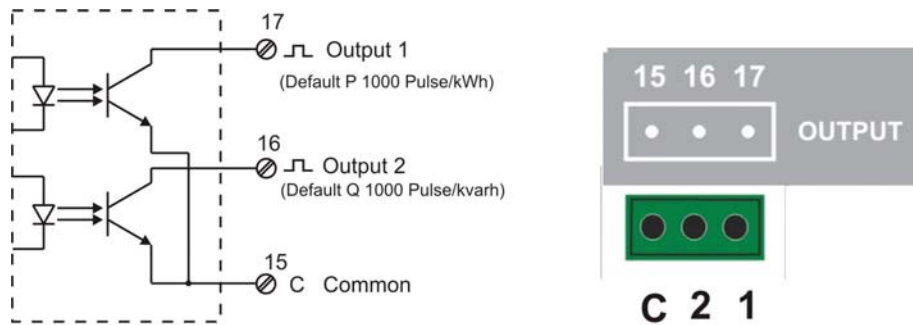 17
Output 1
(Default P 1000 Pulse/kWh)
16
Output 2
(Default Q 1000 Pulse/kvarh)
15
C Common
15 16 17
OUTPUT
C 2 1